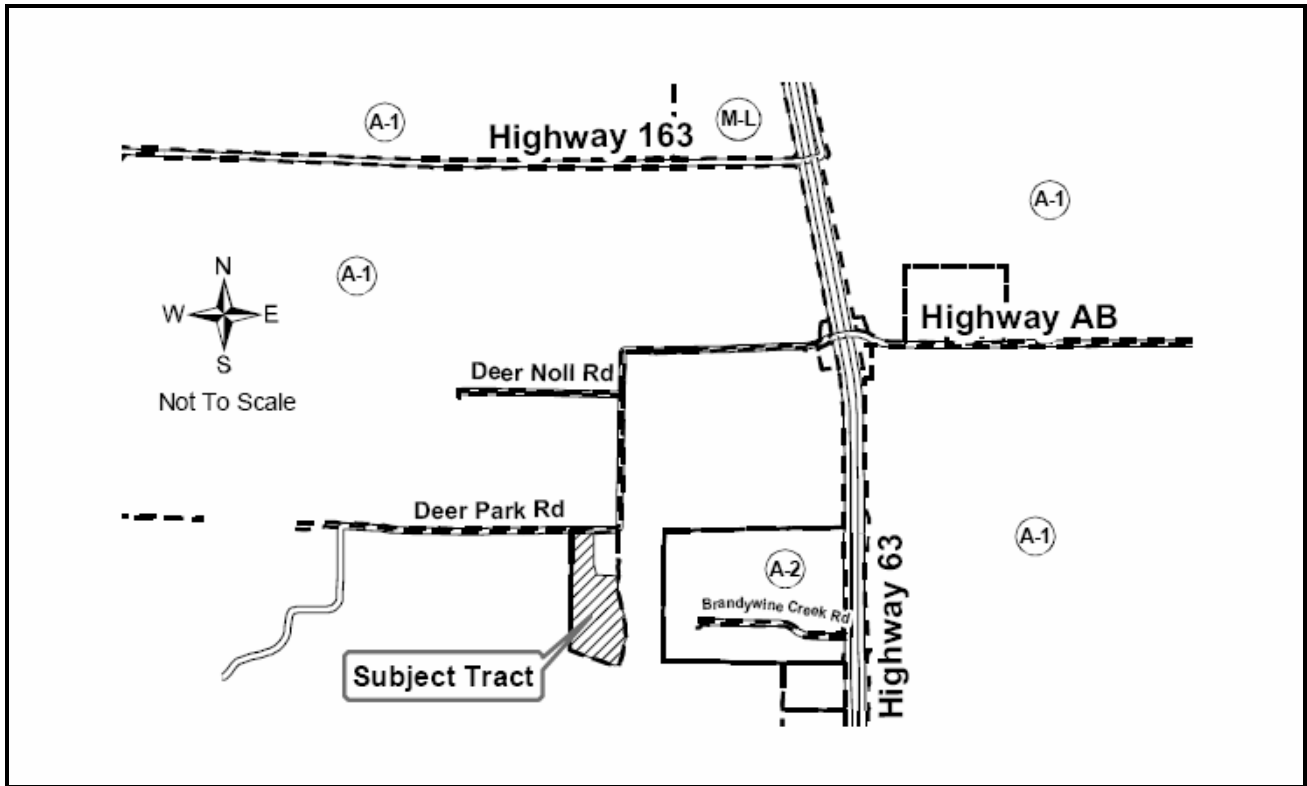 A-1
M-L
Highway 163
A-1
A-1
N
W E
S
Not To Scale
Highway AB
Deer Noll Rd
Deer Park Rd
A-1
A-2
Brandywine Creek Rd
Highway 63
Subject Tract